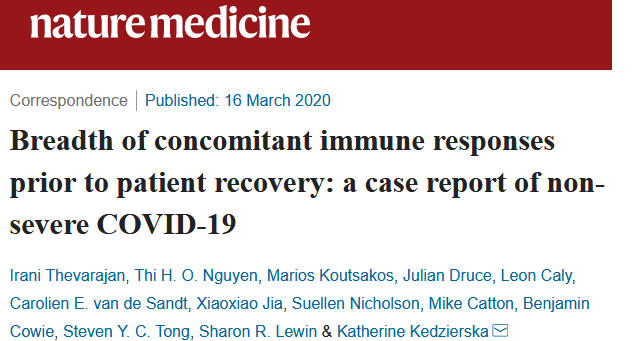 nature medicine
Correspondence | Published: 16 March 2020
Breadth of concomitant immune responses
prior to patient recovery: a case report of non-
severe COVID-19
Irani Thevarajan, Thi H. O. Nguyen, Marios Koutsakos, Julian Druce, Leon Caly,
Carolien E. van de Sandt, Xiaoxiao Jia, Suellen Nicholson, Mike Catton, Benjamin
Cowie, Steven Y. C. Tong, Sharon R. Lewin & Katherine Kedzierska